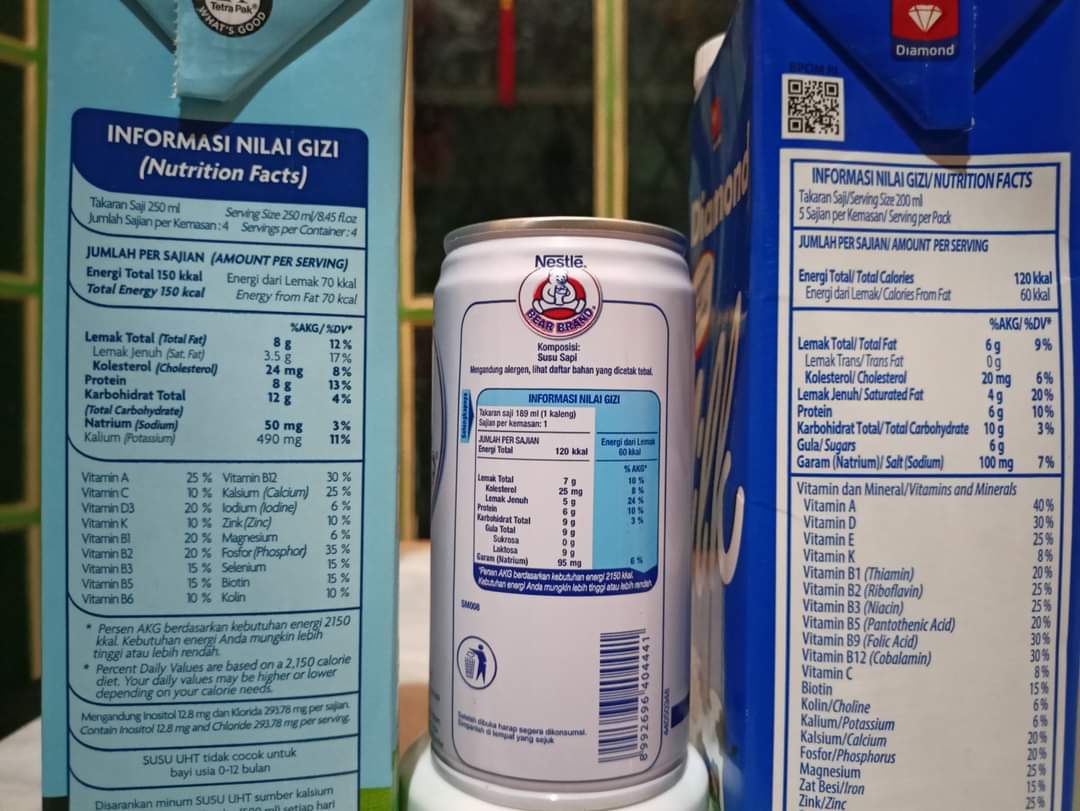 Tetra Pak®
WHAT'S GOOD
INFORMASI NILAI GIZI
(Nutrition Facts)
Takaran Saji 250 ml Serving Size 250 ml/8.45 fl.oz
Jumlah Sajian per Kemasan : 4 Servings per Container : 4
JUMLAH PER SAJIAN (AMOUNT PER SERVING)
Energi Total 150 kkal Energi dari Lemak 70 kkal
Total Energy 150 kcal Energy from Fat 70 kcal
%AKG/%DV*
Lemak Total (Total Fat) 8 g 12 %
Lemak Jenuh (Sat. Fat) 3.5 g 17%
Kolesterol (Cholesterol) 24 mg 8%
Protein 8 g 13 %
Karbohidrat Total 12 g 4%
(Total Carbohydrate)
Natrium (Sodium) 50 mg 3%
Kalium (Potassium) 490 mg 11%
Vitamin A 25 % Vitamin B12 30 %
Vitamin C 10 % Kalsium (Calcium) 25 %
Vitamin D3 20 % Iodium (Iodine) 6 %
Vitamin K 10 % Zink (Zinc) 10 %
Vitamin B1 20 % Magnesium 6 %
Vitamin B2 20 % Fosfor (Phosphor) 35 %
Vitamin B3 15 % Selenium 15 %
Vitamin B5 15 % Biotin 15 %
Vitamin B6 10 % Kolin 10 %
* Persen AKG berdasarkan kebutuhan energi 2150
kkal. Kebutuhan energi Anda mungkin lebih
tinggi atau lebih rendah.
* Percent Daily Values are based on a 2,150 calorie
diet. Your daily values may be higher or lower
depending on your calorie needs.
Mengandung Inositol 12.8 mg dan Klorida 293.78 mg per sajian.
Contain Inositol 12.8 mg and Chloride 293.78 mg per serving.
SUSU UHT tidak cocok untuk
bayi usia 0-12 bulan
Disarankan minum SUSU UHT sumber kalsium
setiap hari
Nestlē.
BEAR BRAND
Komposisi:
Susu Sapi
Mengandung alergen, lihat daftar bahan yang dicetak tebal.
INFORMASI NILAI GIZI
Takaran saji 189 ml (1 kaleng)
Sajian per kemasan: 1
JUMLAH PER SAJIAN Energi dari Lemak
Energi Total 120 kkal 60 kkal
% AKG*
Lemak Total 7 g 10 %
Kolesterol 25 mg 8 %
Lemak Jenuh 5 g 24 %
Protein 6 g 10 %
Karbohidrat Total 9 g 3 %
Gula Total 9 g
Sukrosa 0 g
Laktosa 9 g
Garam (Natrium) 95 mg 6 %
*Persen AKG berdasarkan kebutuhan energi 2150 kkal.
Kebutuhan energi Anda mungkin lebih tinggi atau lebih rendah.
SM008
Setelah dibuka harap segera dikonsumsi.
Simpanlah di tempat yang sejuk
8992696 404441
Diamond
Diamond
INFORMASI NILAI GIZI/ NUTRITION FACTS
Takaran Saji/Serving Size 200 ml
5 Sajian per Kemasan/ Serving per Pack
JUMLAH PER SAJIAN/ AMOUNT PER SERVING
Energi Total/ Total Calories 120 kkal
Energi dari Lemak/ Calories From Fat 60 kkal
%AKG/ %DV*
Lemak Total/ Total Fat 6 g 9%
Lemak Trans/ Trans Fat 0 g
Kolesterol/ Cholesterol 20 mg 6%
Lemak Jenuh/ Saturated Fat 4 g 20%
Protein 6 g 10%
Karbohidrat Total/ Total Carbohydrate 10 g 3%
Gula/ Sugars 6 g
Garam (Natrium)/ Salt (Sodium) 100 mg 7%
Vitamin dan Mineral/Vitamins and Minerals
Vitamin A 40%
Vitamin D 30%
Vitamin E 25%
Vitamin K 8%
Vitamin B1 (Thiamin) 20%
Vitamin B2 (Riboflavin) 25%
Vitamin B3 (Niacin) 25%
Vitamin B5 (Pantothenic Acid) 20%
Vitamin B9 (Folic Acid) 30%
Vitamin B12 (Cobalamin) 30%
Vitamin C 8%
Biotin 15%
Kolin/Choline 6%
Kalium/Potassium 6%
Kalsium/Calcium 20%
Fosfor/Phosphorus 20%
Magnesium 25%
Zat Besi/Iron 15%
Zink/Zinc 25%